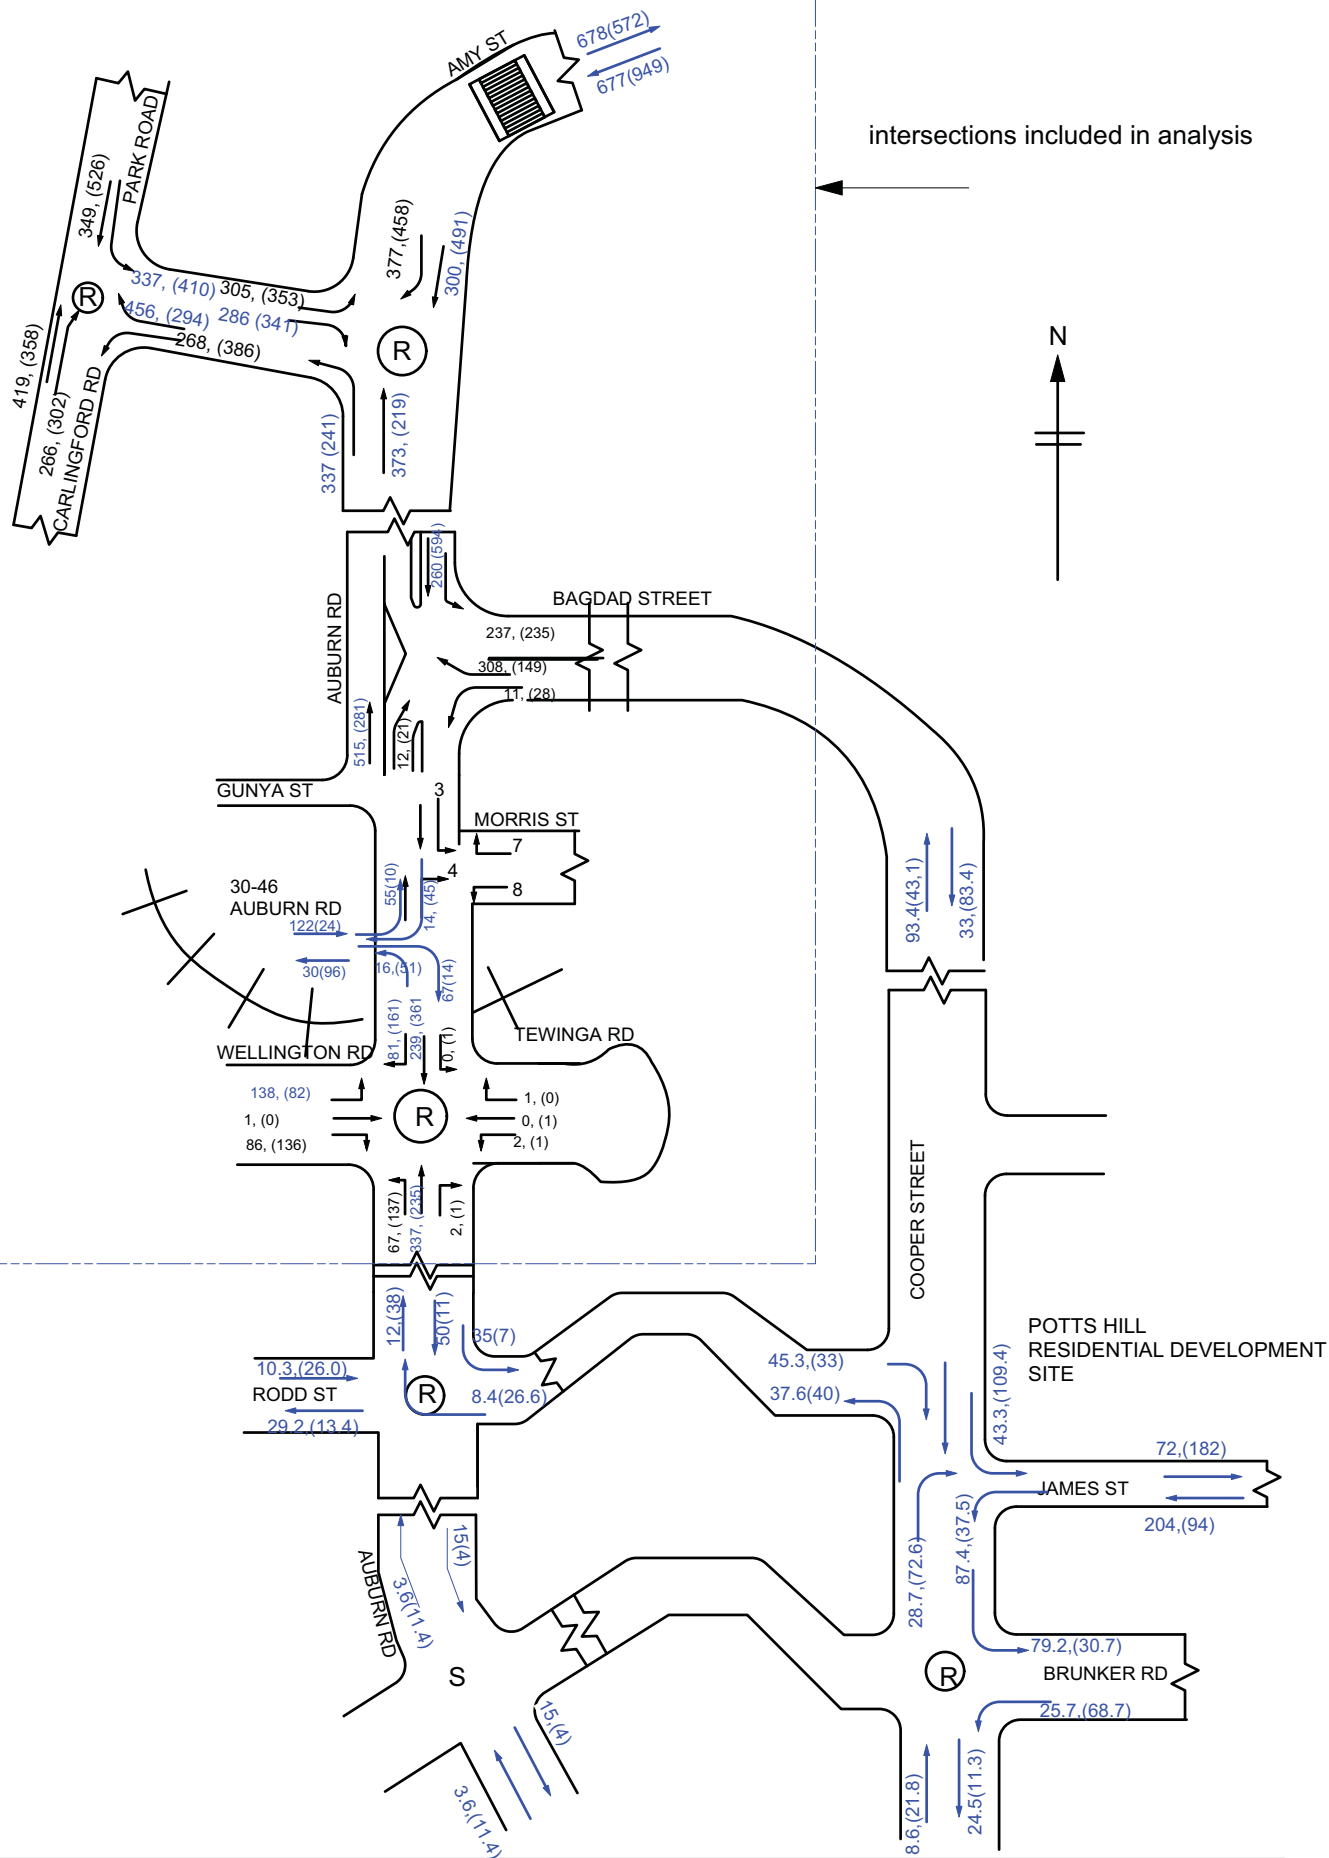 678(572)
677(949)
AMY ST
intersections included in analysis
PARK ROAD
349, (526)
377,(458)
300, (491)
337, (410)
305, (353)
456, (294)
286 (341)
268, (386)
R
R
N
419, (358)
266, (302)
CARLINGFORD RD
337 (241)
373, (219)
260 (594)
BAGDAD STREET
AUBURN RD
237, (235)
308, (149)
11, (28)
515, (281)
12, (21)
GUNYA ST
3
MORRIS ST
7
4
8
30-46
AUBURN RD
55(10)
14, (45)
122(24)
30(96)
16,(51)
67(14)
93.4(43,1)
33,(83.4)
81, (161)
239, (361
0, (1)
TEWINGA RD
WELLINGTON RD
138, (82)
1, (0)
86, (136)
R
1, (0)
0, (1)
2, (1)
67, (137)
337, (235)
2, (1)
COOPER STREET
12,(38)
50(11)
35(7)
10.3,(26.0)
RODD ST
29.2,(13.4)
R
8.4(26.6)
45.3,(33)
37.6(40)
POTTS HILL
RESIDENTIAL DEVELOPMENT
SITE
43.3,(109.4)
72,(182)
JAMES ST
204,(94)
28.7,(72.6)
87.4,(37.5)
AUBURN RD
3.6(11.4)
15(4)
S
79.2,(30.7)
BRUNKER RD
25.7,(68.7)
R
15,(4)
3.6,(11.4)
8.6,(21.8)
24.5(11.3)